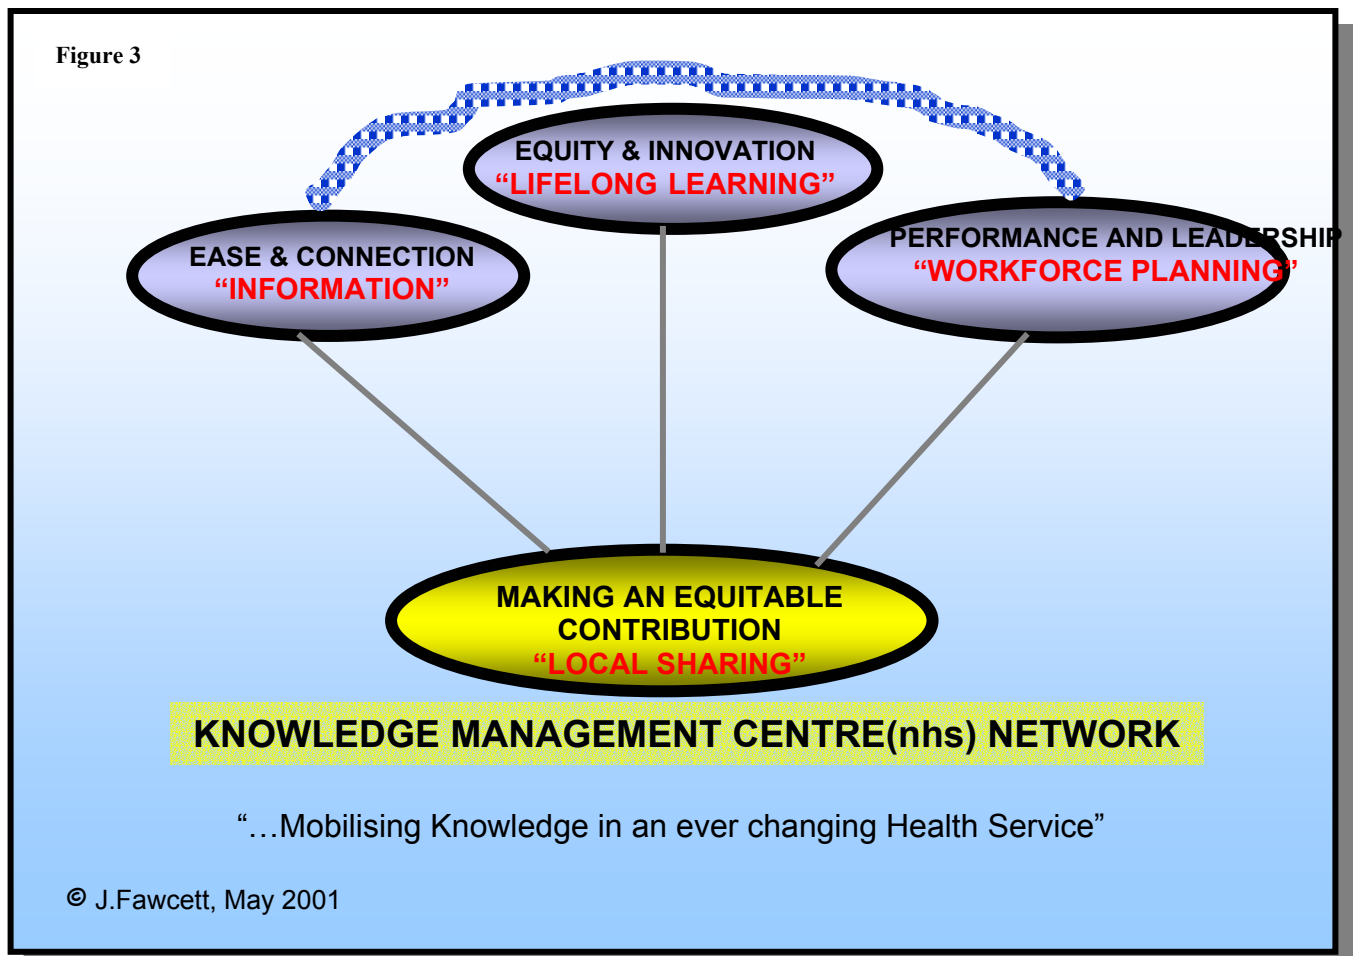 Figure 3
EQUITY & INNOVATION
“LIFELONG LEARNING”
EASE & CONNECTION
“INFORMATION”
PERFORMANCE AND LEADERSHIP
“WORKFORCE PLANNING”
MAKING AN EQUITABLE
CONTRIBUTION
“LOCAL SHARING”
KNOWLEDGE MANAGEMENT CENTRE(nhs) NETWORK
“…Mobilising Knowledge in an ever changing Health Service”
© J.Fawcett, May 2001